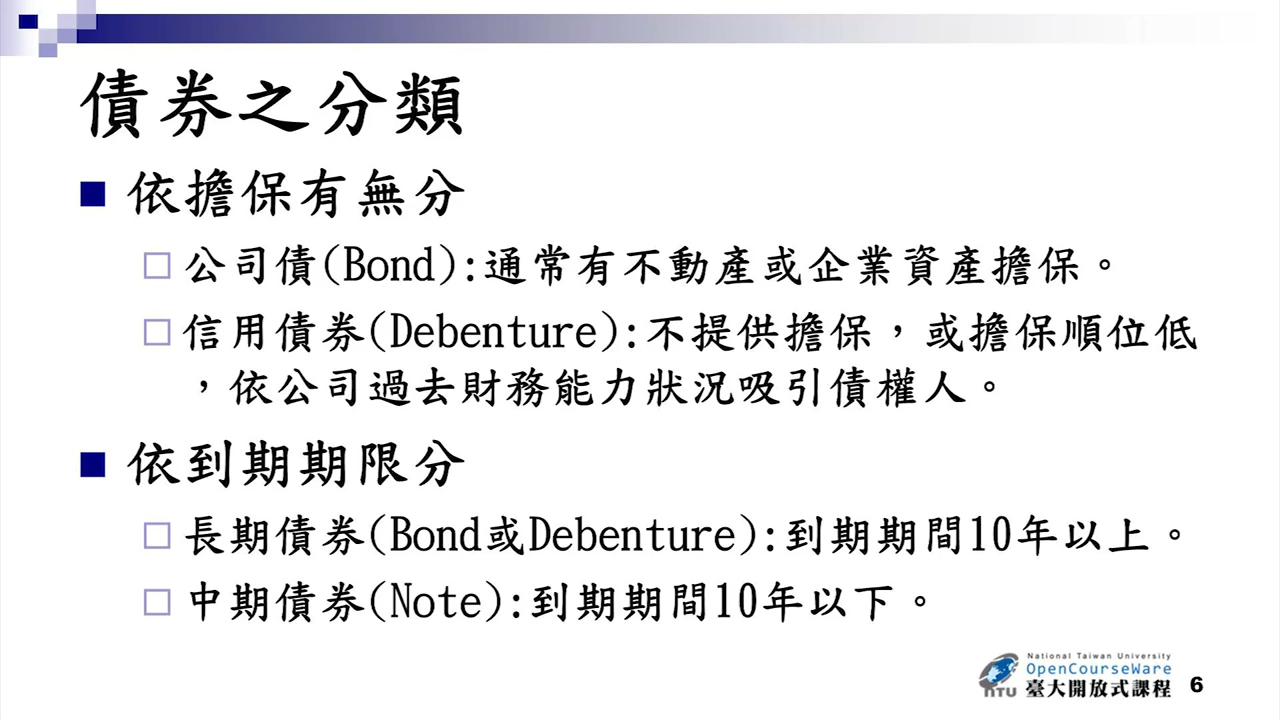 債券之分類
依擔保有無分
公司債(Bond):通常有不動產或企業資產擔保。
信用債券(Debenture):不提供擔保，或擔保順位低
，依公司過去財務能力狀況吸引債權人。
依到期期限分
長期債券(Bond或Debenture):到期期間10年以上。
中期債券(Note):到期期間10年以下。
National Taiwan University
OpenCourseWare
NTU 臺大開放式課程 6